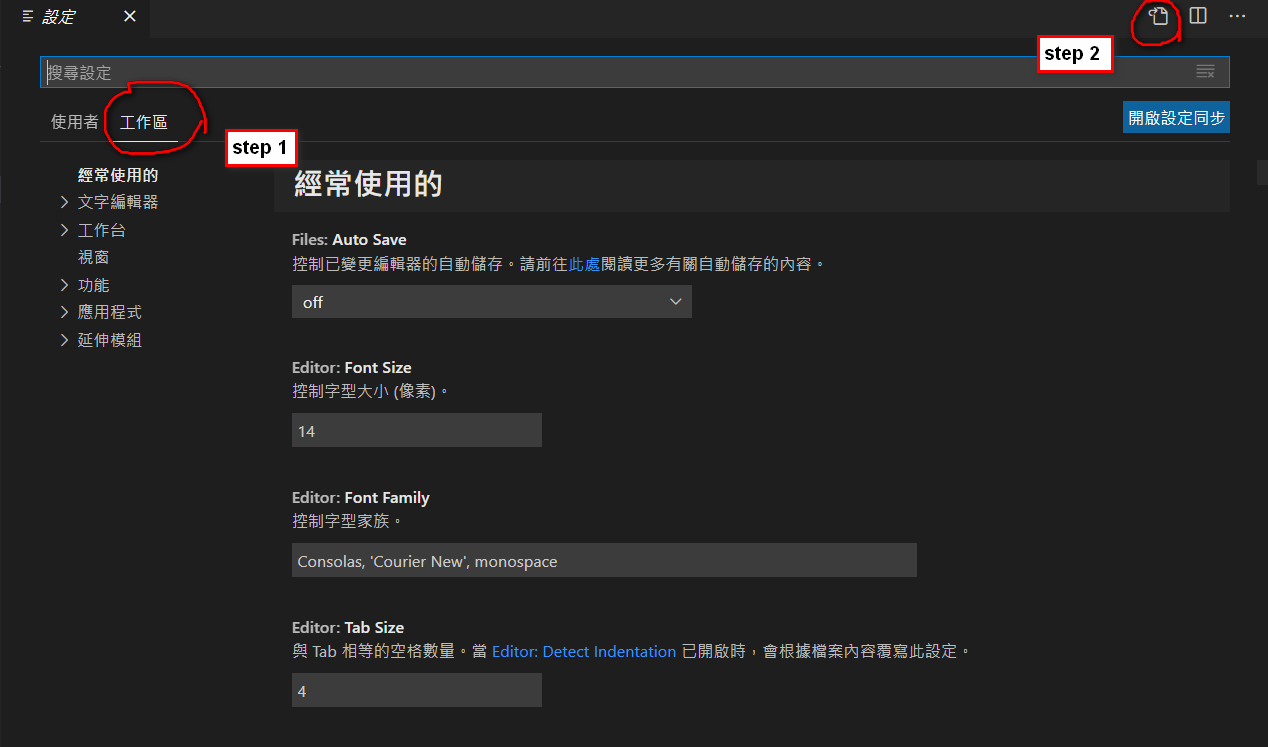 設定
step 2
搜尋設定
使用者 工作區
開啟設定同步
step 1
經常使用的
文字編輯器
工作台
視窗
功能
應用程式
延伸模組
經常使用的
Files: Auto Save
控制已變更編輯器的自動儲存。請前往此處閱讀更多有關自動儲存的內容。
off
Editor: Font Size
控制字型大小 (像素)。
14
Editor: Font Family
控制字型家族。
Consolas, 'Courier New', monospace
Editor: Tab Size
與 Tab 相等的空格數量。當 Editor: Detect Indentation 已開啟時，會根據檔案內容覆寫此設定。
4